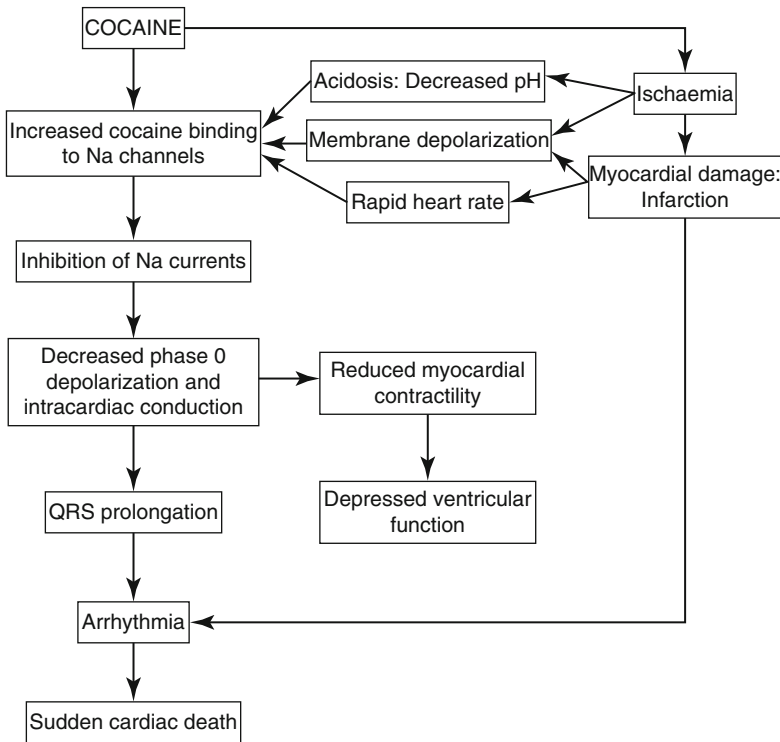 COCAINE
Acidosis: Decreased pH
Ischaemia
Increased cocaine binding
to Na channels
Membrane depolarization
Myocardial damage:
Infarction
Rapid heart rate
Inhibition of Na currents
Decreased phase 0
depolarization and
intracardiac conduction
Reduced myocardial
contractility
QRS prolongation
Depressed ventricular
function
Arrhythmia
Sudden cardiac death